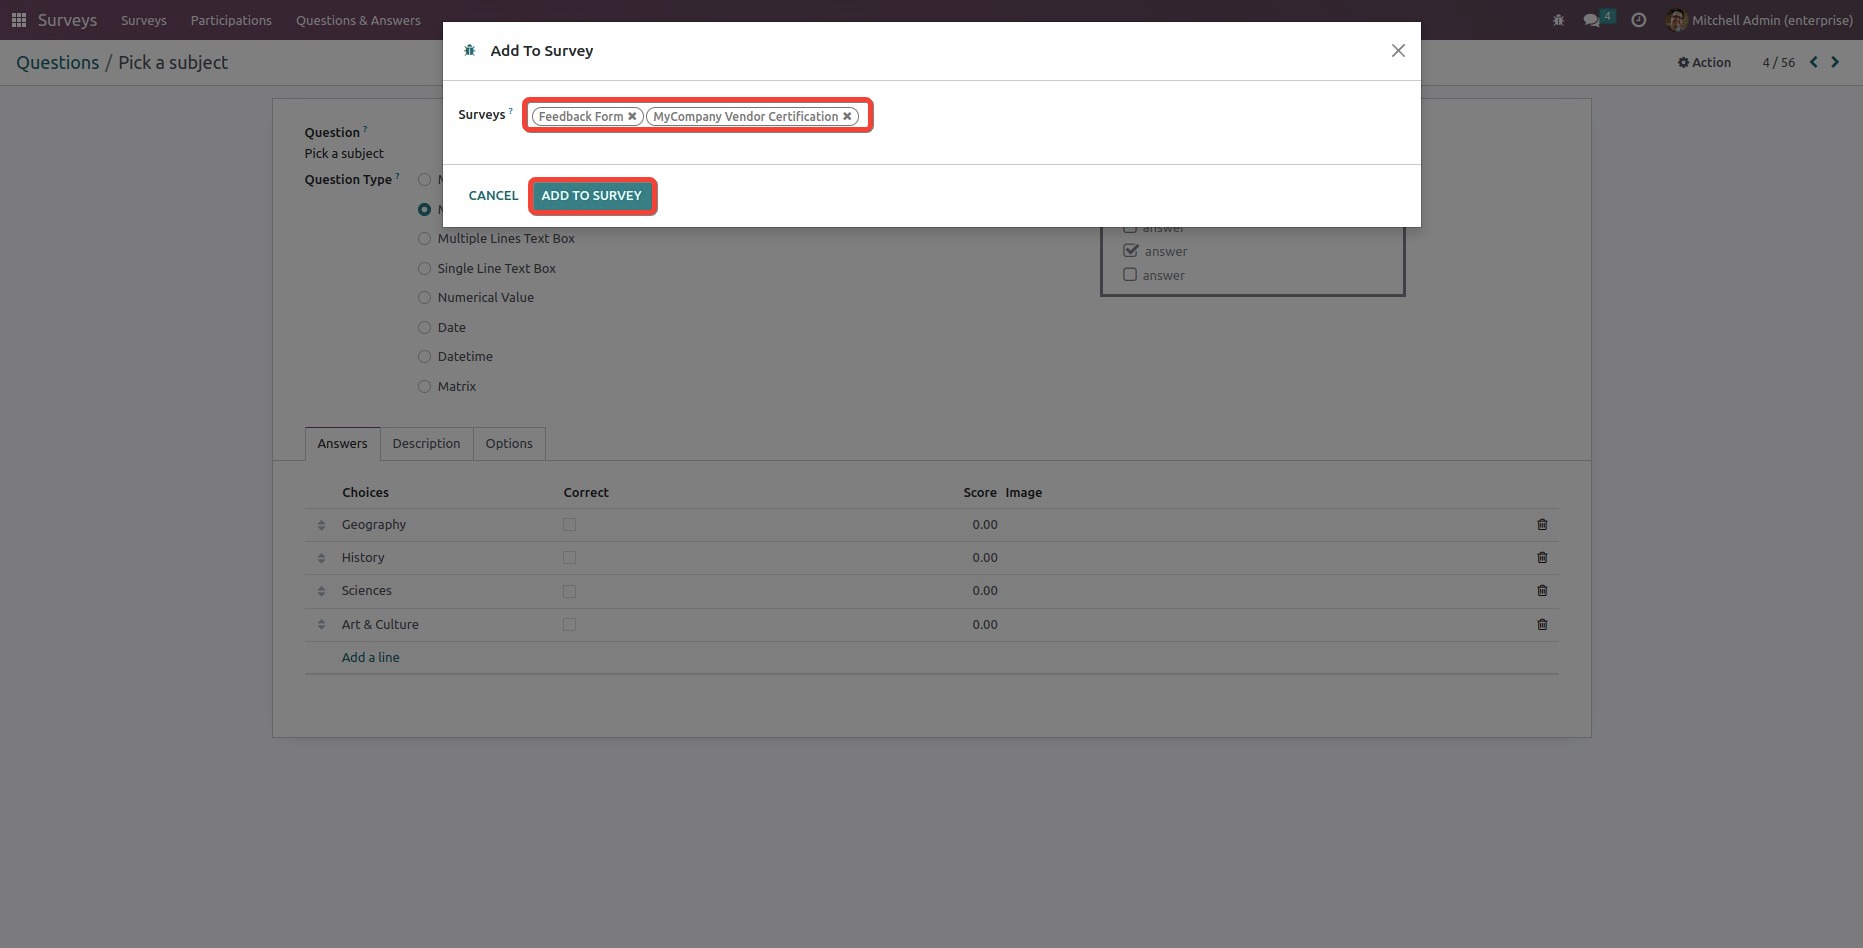 Surveys Surveys Participations Questions & Answers 4 Mitchell Admin (enterprise)
Questions / Pick a subject Action 4 / 56
Add To Survey
Surveys ? Feedback Form ✖ MyCompany Vendor Certification ✖
CANCEL ADD TO SURVEY
Question ?
Pick a subject
Question Type ?
Multiple Lines Text Box
Single Line Text Box
Numerical Value
Date
Datetime
Matrix
answer
answer
answer
Answers Description Options
Choices Correct Score Image
Geography 0.00
History 0.00
Sciences 0.00
Art & Culture 0.00
Add a line